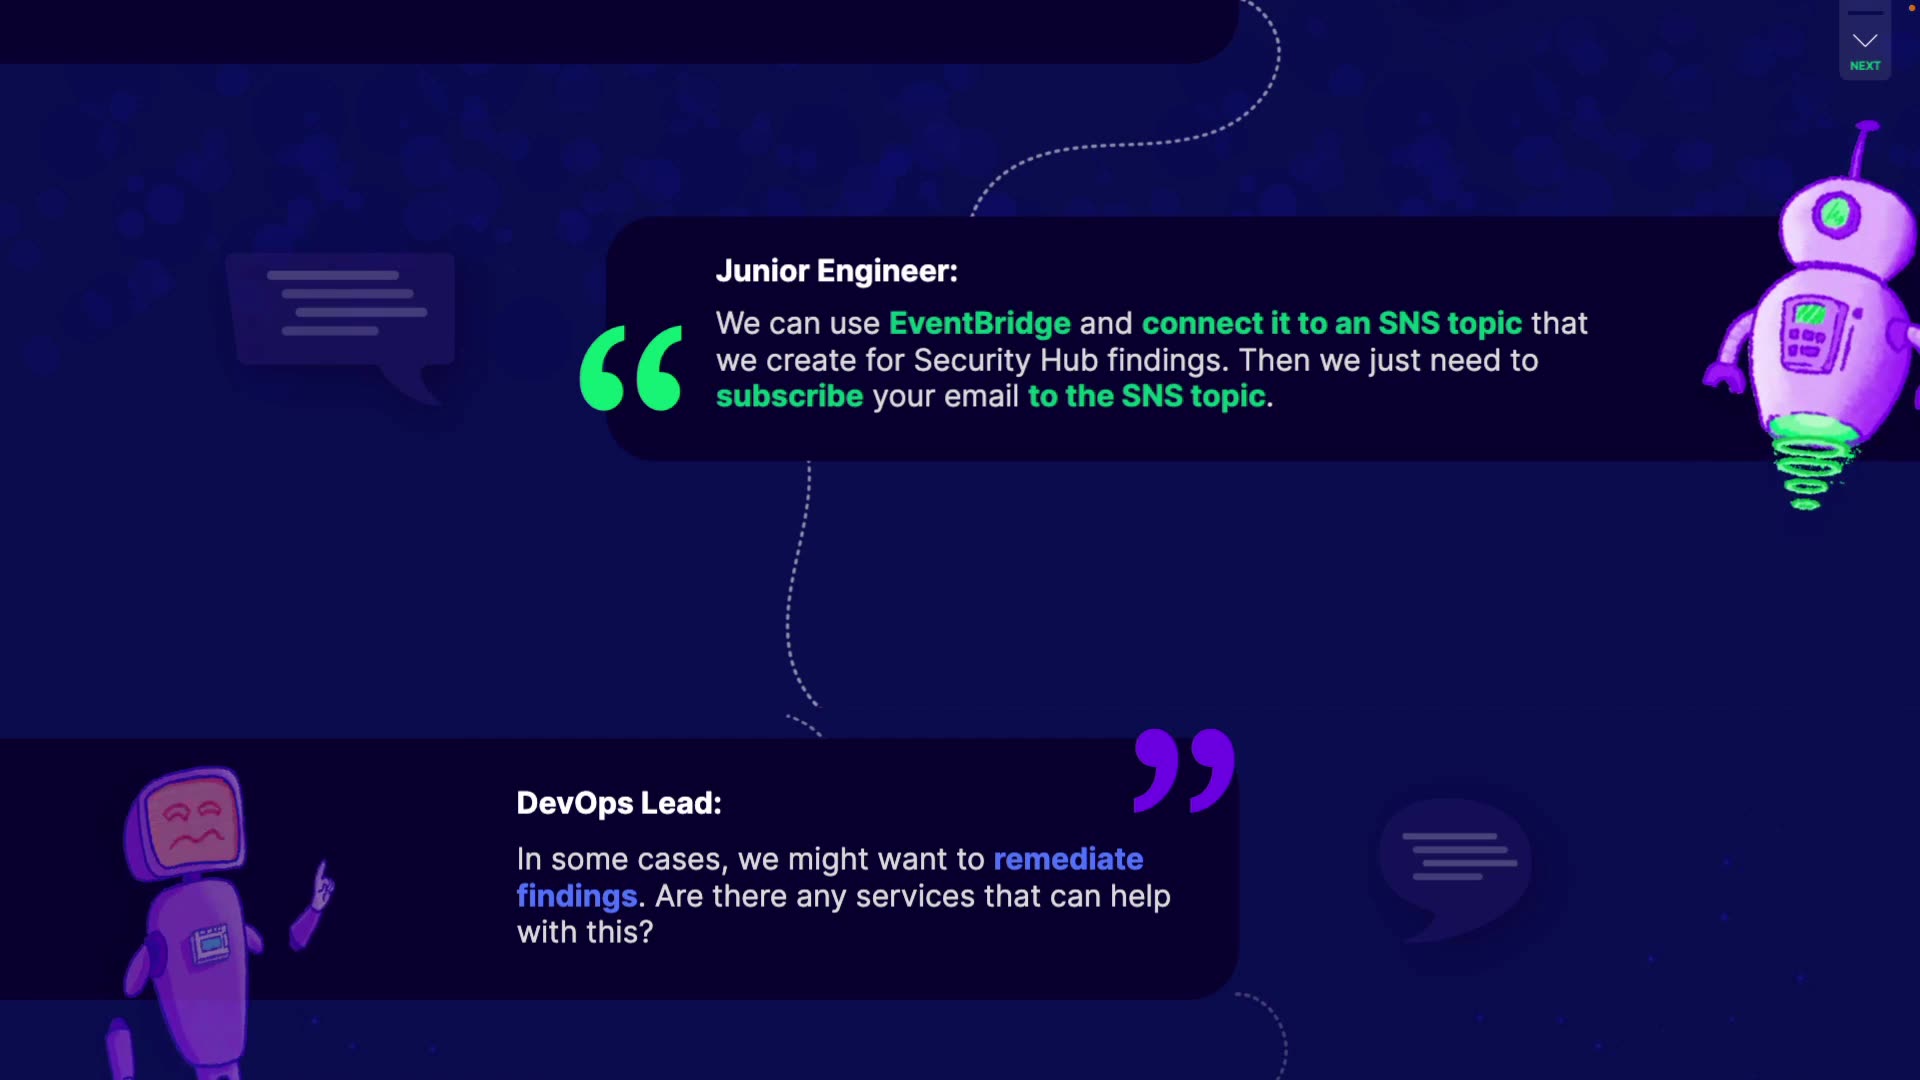 NEXT
Junior Engineer:
We can use EventBridge and connect it to an SNS topic that
we create for Security Hub findings. Then we just need to
subscribe your email to the SNS topic.
DevOps Lead:
In some cases, we might want to remediate
findings. Are there any services that can help
with this?